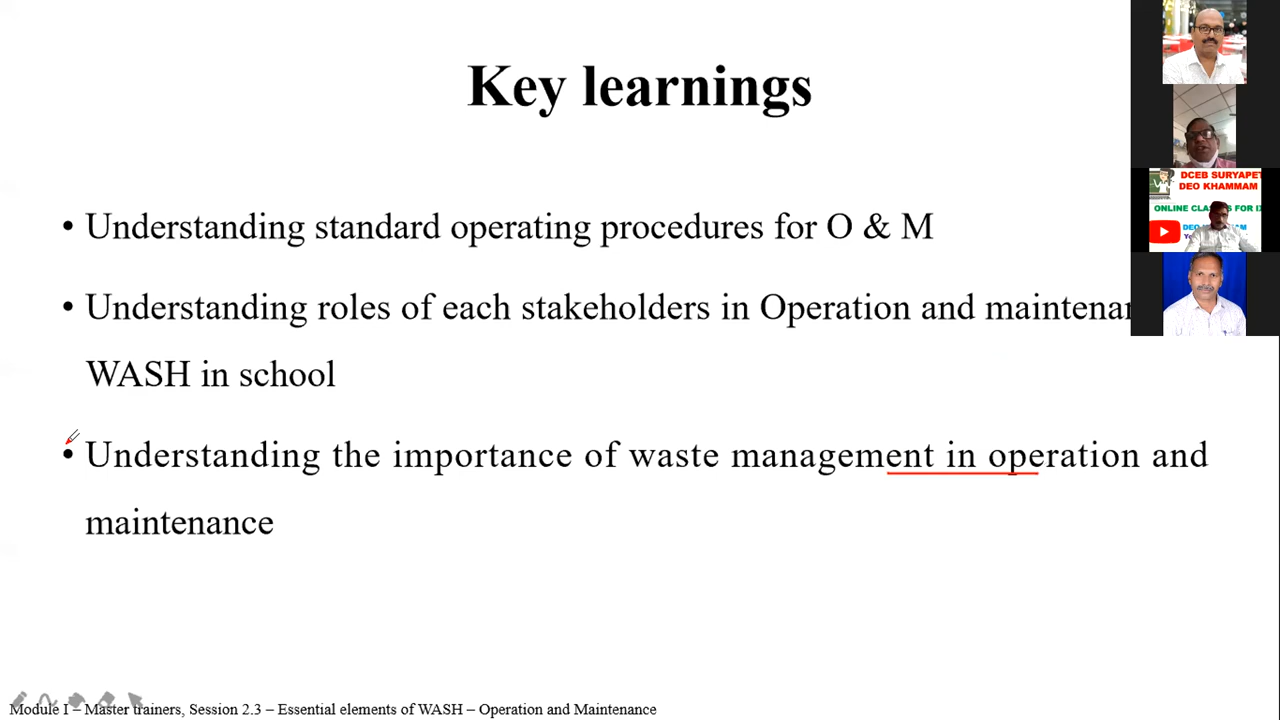 Key learnings
• Understanding standard operating procedures for O & M
• Understanding roles of each stakeholders in Operation and
WASH in school
• Understanding the importance of waste management in operation and
maintenance
Module I – Master trainers, Session 2.3 – Essential elements of WASH – Operation and Maintenance
DCEB SURYAPET
DEO KHAMMAM
ONLINE FOR
DEO